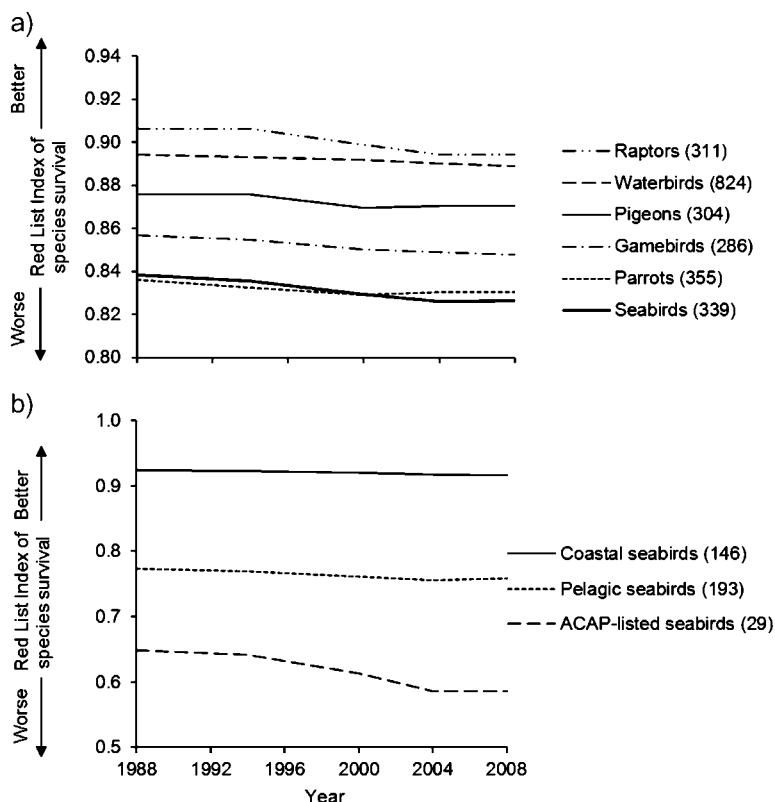 a)
Better
Red List Index of
species survival
Worse
0.94
0.92
0.90
0.88
0.86
0.84
0.82
0.80
Raptors (311)
Waterbirds (824)
Pigeons (304)
Gamebirds (286)
Parrots (355)
Seabirds (339)
b)
Better
Red List Index of
species survival
Worse
1.0
0.9
0.8
0.7
0.6
0.5
Coastal seabirds (146)
Pelagic seabirds (193)
ACAP-listed seabirds (29)
1988 1992 1996 2000 2004 2008
Year